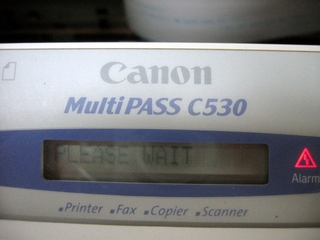 Canon
MultiPASS C530
PLEASE WAIT
Alarm
▪Printer ▪Fax ▪Copier ▪Scanner